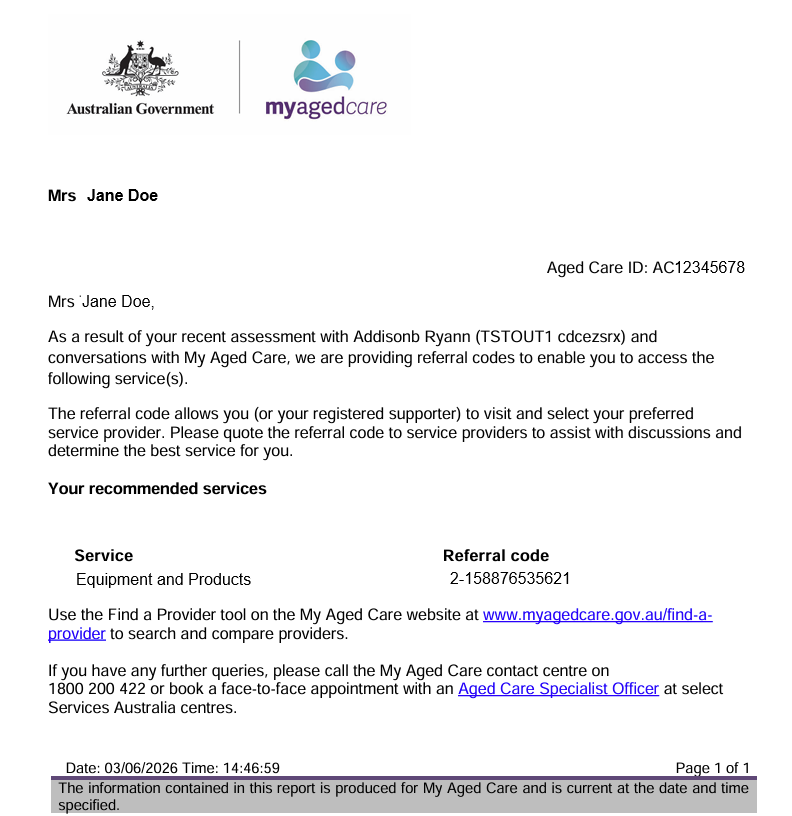 Australian Government
myagedcare
Mrs Jane Doe
Aged Care ID: AC12345678
Mrs Jane Doe,
As a result of your recent assessment with Addisonb Ryann (TSTOUT1 cdcezsrx) and
conversations with My Aged Care, we are providing referral codes to enable you to access the
following service(s).
The referral code allows you (or your registered supporter) to visit and select your preferred
service provider. Please quote the referral code to service providers to assist with discussions and
determine the best service for you.
Your recommended services
Service Referral code
Equipment and Products 2-158876535621
Use the Find a Provider tool on the My Aged Care website at www.myagedcare.gov.au/find-a-
provider to search and compare providers.
If you have any further queries, please call the My Aged Care contact centre on
1800 200 422 or book a face-to-face appointment with an Aged Care Specialist Officer at select
Services Australia centres.
Date: 03/06/2026 Time: 14:46:59 Page 1 of 1
The information contained in this report is produced for My Aged Care and is current at the date and time
specified.